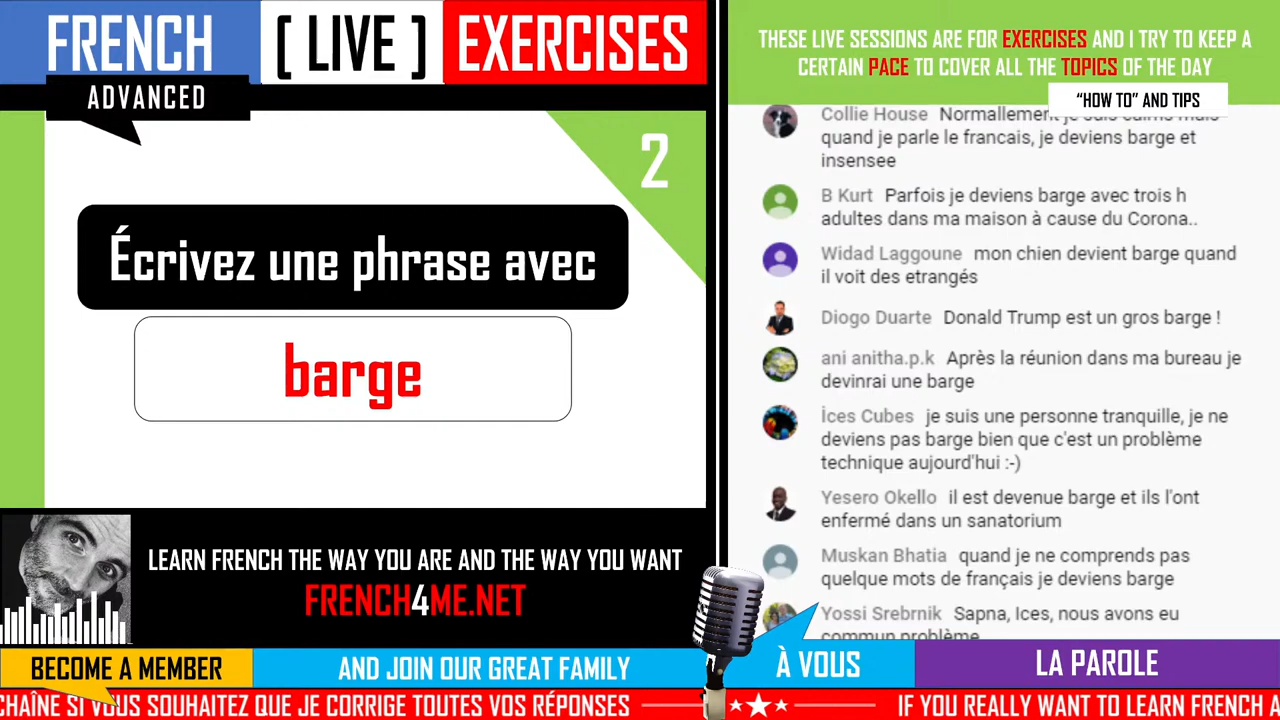 FRENCH [ LIVE ] EXERCISES
ADVANCED
2
Écrivez une phrase avec
barge
LEARN FRENCH THE WAY YOU ARE AND THE WAY YOU WANT
FRENCH4ME.NET
BECOME A MEMBER
AND JOIN OUR GREAT FAMILY
THESE LIVE SESSIONS ARE FOR EXERCISES AND I TRY TO KEEP A
CERTAIN PACE TO COVER ALL THE TOPICS OF THE DAY
“HOW TO” AND TIPS
Collie House Normallement je suis mais
quand je parle le francais, je deviens barge et
insensee
B Kurt Parfois je deviens barge avec trois h
adultes dans ma maison à cause du Corona..
Widad Laggoune mon chien devient barge quand
il voit des etrangés
Diogo Duarte Donald Trump est un gros barge !
ani anitha.p.k Après la réunion dans ma bureau je
devinrai une barge
İces Cubes je suis une personne tranquille, je ne
deviens pas barge bien que c'est un problème
technique aujourd'hui :-)
Yesero Okello il est devenue barge et ils l'ont
enfermé dans un sanatorium
Muskan Bhatia quand je ne comprends pas
quelque mots de français je deviens barge
Yossi Srebrnik Sapna, Ices, nous avons eu
commun problème
À VOUS
LA PAROLE
CHAÎNE SI VOUS SOUHAITEZ QUE JE CORRIGE TOUTES VOS RÉPONSES
IF YOU REALLY WANT TO LEARN FRENCH A